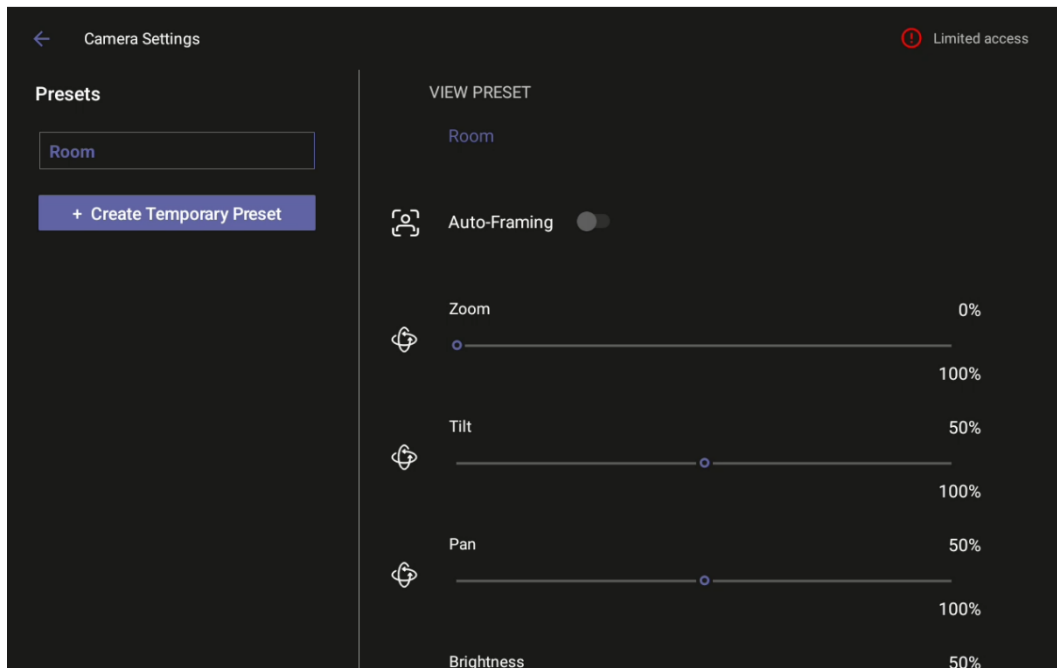 Camera Settings
Limited access
Presets
Room
+ Create Temporary Preset
VIEW PRESET
Room
Auto-Framing
Zoom 0%
100%
Tilt 50%
100%
Pan 50%
100%
Brightness 50%